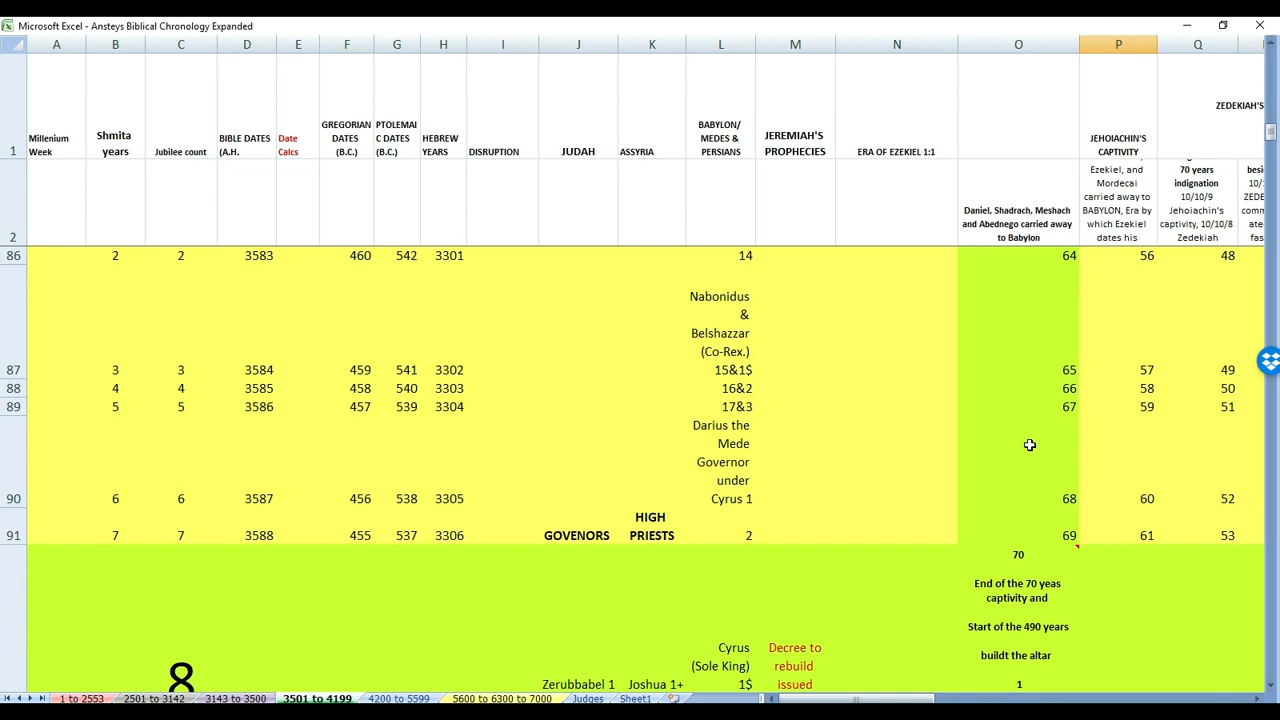 Microsoft Excel - Ansteys Biblical Chronology Expanded
A B C D E F G H I J K L M N O P Q
ZEDEKIAH'S
GREGORIAN PTOLEMAI BABYLON/
Shmita DATES C DATES MEDES & JEREMIAH'S JEHOIACHIN'S
Millenium BIBLE DATES Date HEBREW
1 Week years Jubilee count (A.H. Calcs (B.C.) (B.C.) YEARS DISRUPTION JUDAH ASSYRIA PERSIANS PROPHECIES ERA OF EZEKIEL 1:1 CAPTIVITY
Ezekiel, and 70 years
Mordecai indignation
carried away to 10/10/9
Daniel, Shadrach, Meshach BABYLON, Era by Jehoiachin's
and Abednego carried away which Ezekiel captivity, 10/10/8
2 to Babylon dates his Zedekiah
86 2 2 3583 460 542 3301 14 64 56 48
Nabonidus
&
Belshazzar
(Co-Rex.)
87 3 3 3584 459 541 3302 15&1$ 65 57 49
88 4 4 3585 458 540 3303 16&2 66 58 50
89 5 5 3586 457 539 3304 17&3 67 59 51
Darius the
Mede
Governor
under
90 6 6 3587 456 538 3305 Cyrus 1 68 60 52
HIGH
91 7 7 3588 455 537 3306 GOVENORS PRIESTS 2 69 61 53
70
End of the 70 yeas
captivity and
Start of the 490 years
Cyrus Decree to
buildt the altar
(Sole King) rebuild
8 Zerubbabel 1 Joshua 1+ 1$ issued 1
1 to 2553 2501 to 3142 3143 to 3500 3501 to 4199 4200 to 5599 5600 to 6300 to 7000 Judges Sheet1